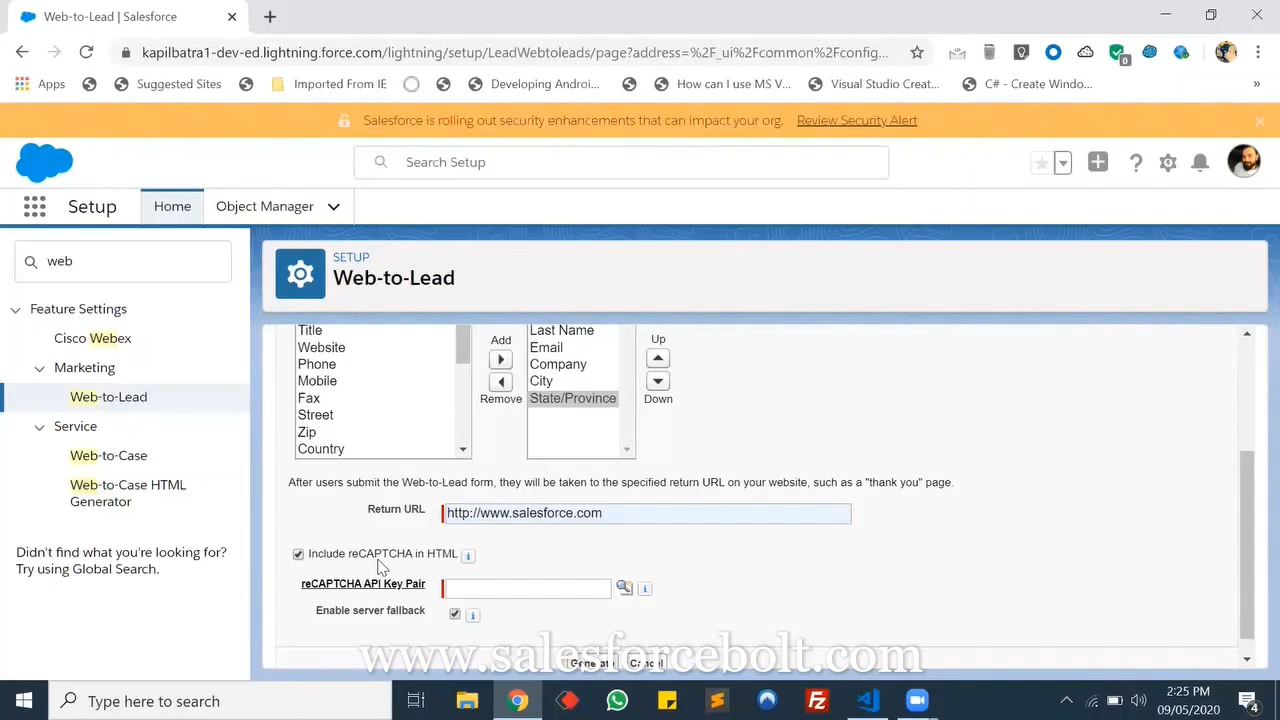 Web-to-Lead | Salesforce
kapilbatra1-dev-ed.lightning.force.com/lightning/setup/LeadWebtoleads/page?address=%2F_ui%2Fcommon%2Fconfig...
Apps
Suggested Sites
Imported From IE
Developing Androi...
How can I use MS V...
Visual Studio Creat...
C# - Create Windo...
»
Salesforce is rolling out security enhancements that can impact your org. Review Security Alert
Search Setup
Setup
Home
Object Manager
web
Feature Settings
Cisco Webex
Marketing
Web-to-Lead
Service
Web-to-Case
Web-to-Case HTML
Generator
Didn't find what you're looking for?
Try using Global Search.
SETUP
Web-to-Lead
Title
Website
Phone
Mobile
Fax
Street
Zip
Country
Add
Remove
Last Name
Email
Company
City
State/Province
Up
Down
After users submit the Web-to-Lead form, they will be taken to the specified return URL on your website, such as a "thank you" page.
Return URL
http://www.salesforce.com
Include reCAPTCHA in HTML
reCAPTCHA API Key Pair
Enable server fallback
Generate
Cancel
www.salesforcebolt.com
Type here to search
2:25 PM
09/05/2020
4